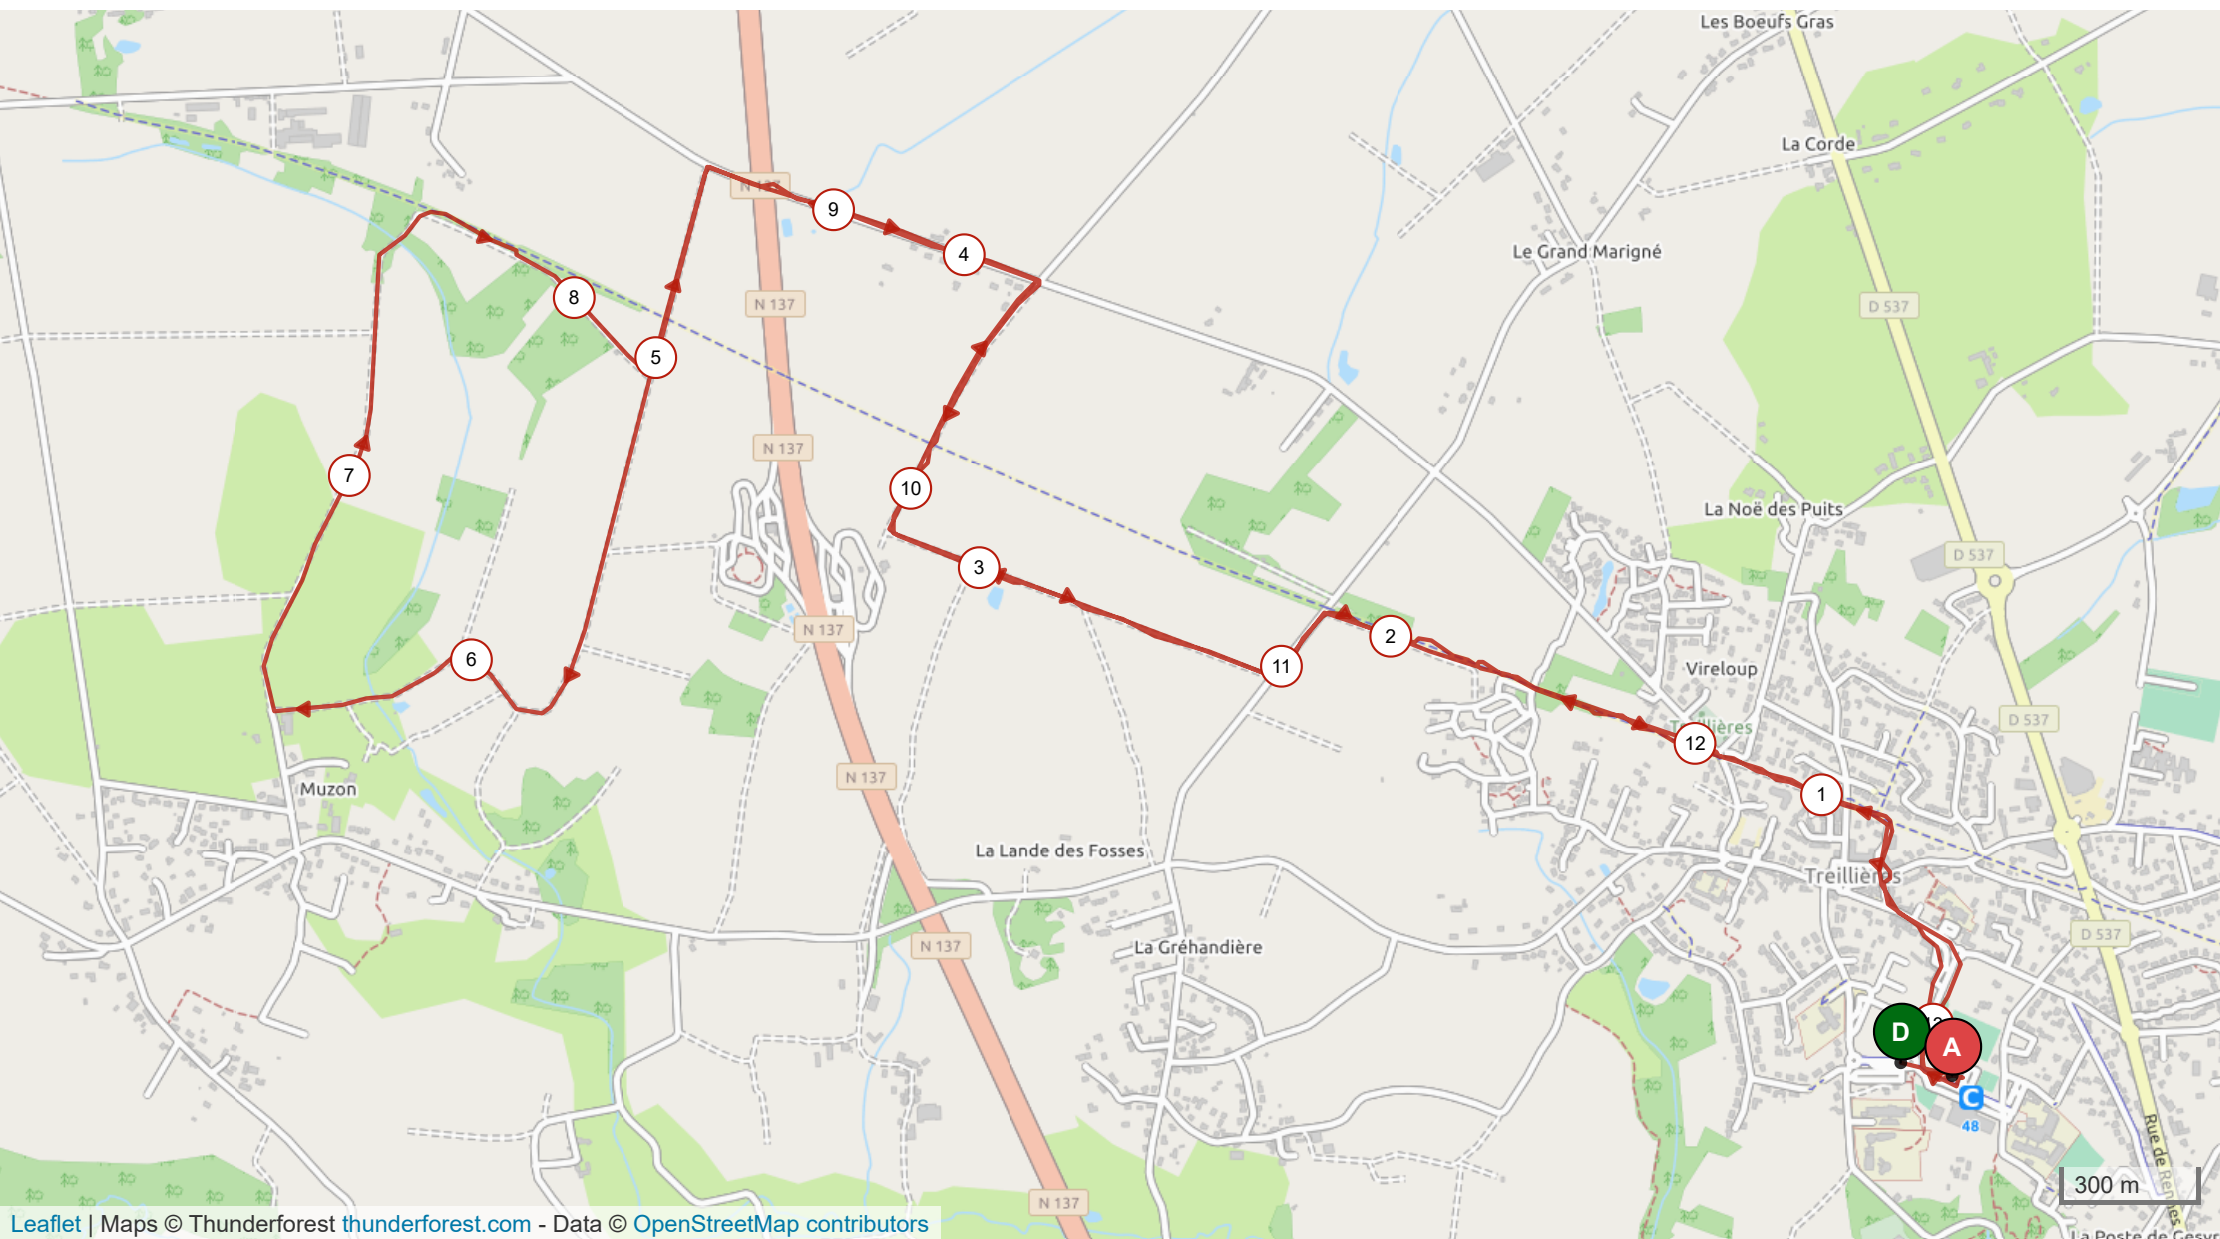 Les Boeufs Gras
La Corde
N 137
9
4
Le Grand Marigné
8
N 137
D 537
5
N 137
7
10
La Noë des Puits
D 537
3
N 137
2
11
6
Vireloup
D 537
12
N 137
Muzon
1
La Lande des Fosses
Treillières
D 537
N 137
La Gréhandière
13
D
A
C
48
Rue de Rennes
300 m
N 137
Leaflet | Maps © Thunderforest thunderforest.com - Data © OpenStreetMap contributors